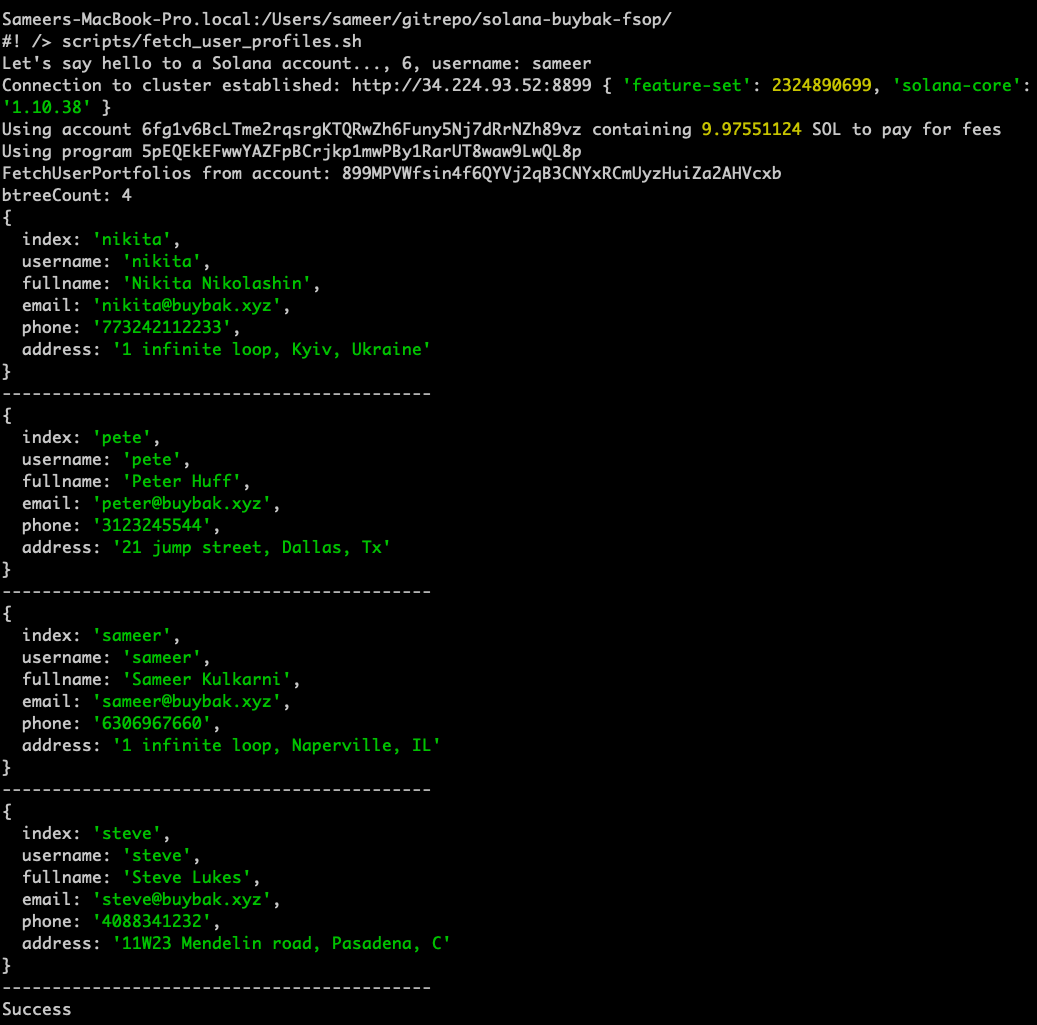 Sameers-MacBook-Pro.local:/Users/sameer/gitrepo/solana-buybak-fsop/
#! /> scripts/fetch_user_profiles.sh
Let's say hello to a Solana account..., 6, username: sameer
Connection to cluster established: http://34.224.93.52:8899 { 'feature-set': 2324890699, 'solana-core':
'1.10.38' }
Using account 6fg1v6BcLTme2rqsrgKTQRwZh6Funy5Nj7dRrNZh89vz containing 9.97551124 SOL to pay for fees
Using program 5pEQEkEFwwYAZFpBCrjkp1mwPBy1RarUT8waw9LwQL8p
FetchUserPortfolios from account: 899MPVWfsin4f6QYVj2qB3CNYxRCmUyzHuiZa2AHVcxb
btreeCount: 4
{
  index: 'nikita',
  username: 'nikita',
  fullname: 'Nikita Nikolashin',
  email: 'nikita@buybak.xyz',
  phone: '773242112233',
  address: '1 infinite loop, Kyiv, Ukraine'
}
-------------------------------------------
{
  index: 'pete',
  username: 'pete',
  fullname: 'Peter Huff',
  email: 'peter@buybak.xyz',
  phone: '3123245544',
  address: '21 jump street, Dallas, Tx'
}
-------------------------------------------
{
  index: 'sameer',
  username: 'sameer',
  fullname: 'Sameer Kulkarni',
  email: 'sameer@buybak.xyz',
  phone: '6306967660',
  address: '1 infinite loop, Naperville, IL'
}
-------------------------------------------
{
  index: 'steve',
  username: 'steve',
  fullname: 'Steve Lukes',
  email: 'steve@buybak.xyz',
  phone: '4088341232',
  address: '11W23 Mendelin road, Pasadena, C'
}
-------------------------------------------
Success